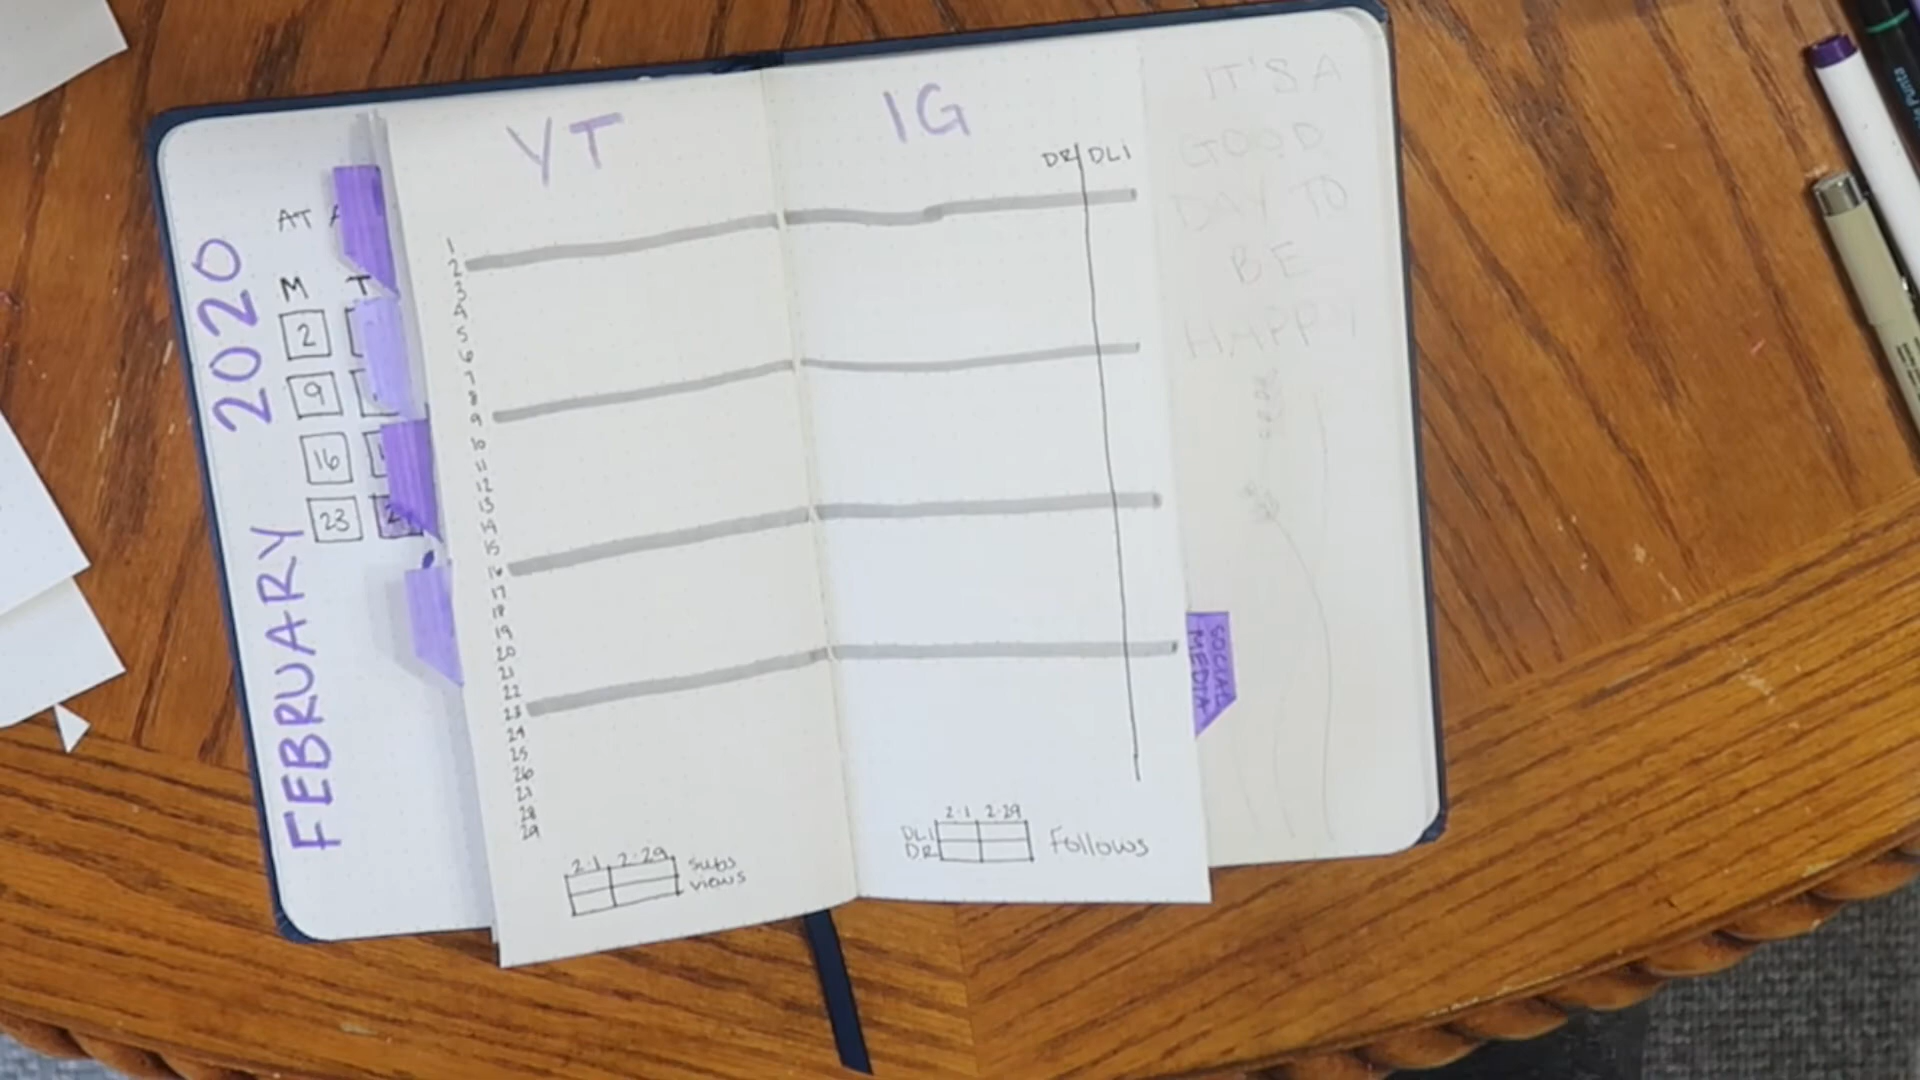 FEBRUARY 2020
AT
M T
2
9
16
23
YT
1
2
3
4
5
6
7
8
9
10
11
12
13
14
15
16
17
18
19
20
21
22
23
24
25
26
27
28
29
2·1 2·29
subs
views
IG
DR DLI
2·1 2·29
DLI
DR
Follows
SOCIAL
MEDIA
IT'S A
GOOD
DAY TO
BE
HAPPY